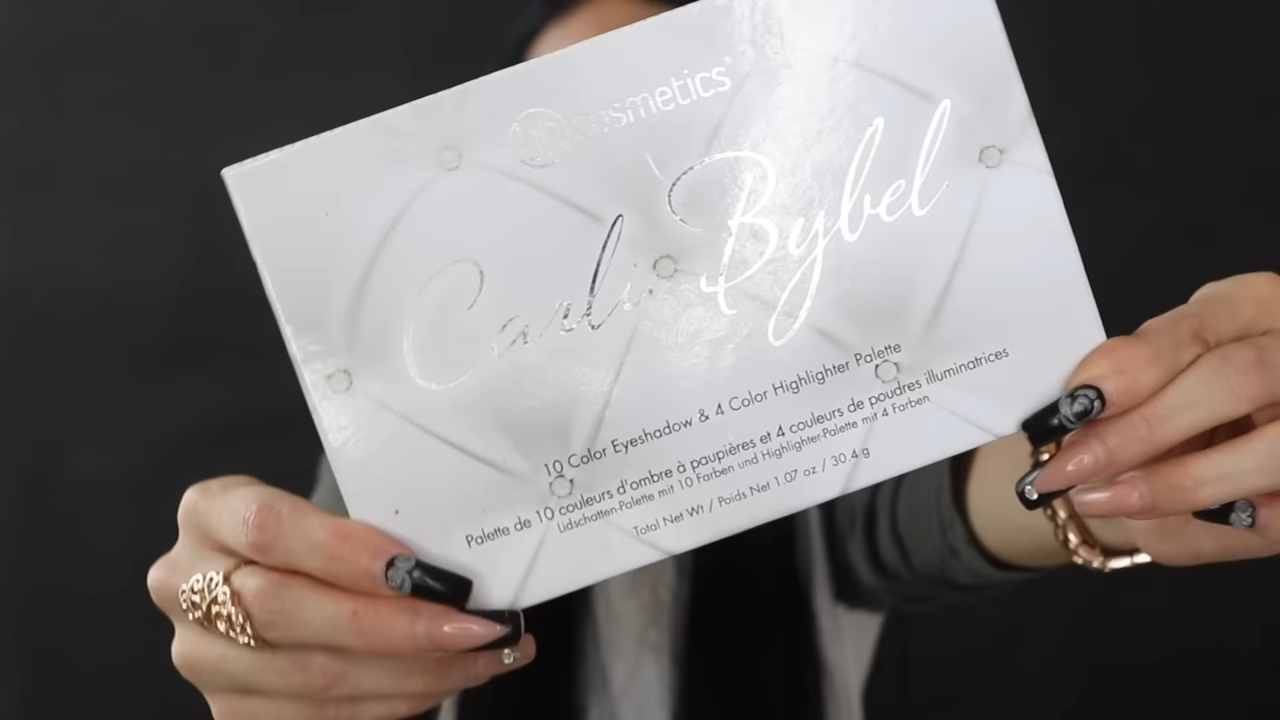 bh cosmetics®
Carli Bybel
10 Color Eyeshadow & 4 Color Highlighter Palette
Palette de 10 couleurs d'ombre à paupières et 4 couleurs de poudres illuminatrices
Lidschatten-Palette mit 10 Farben und Highlighter-Palette mit 4 Farben
Total Net Wt / Poids Net 1.07 oz / 30.4 g